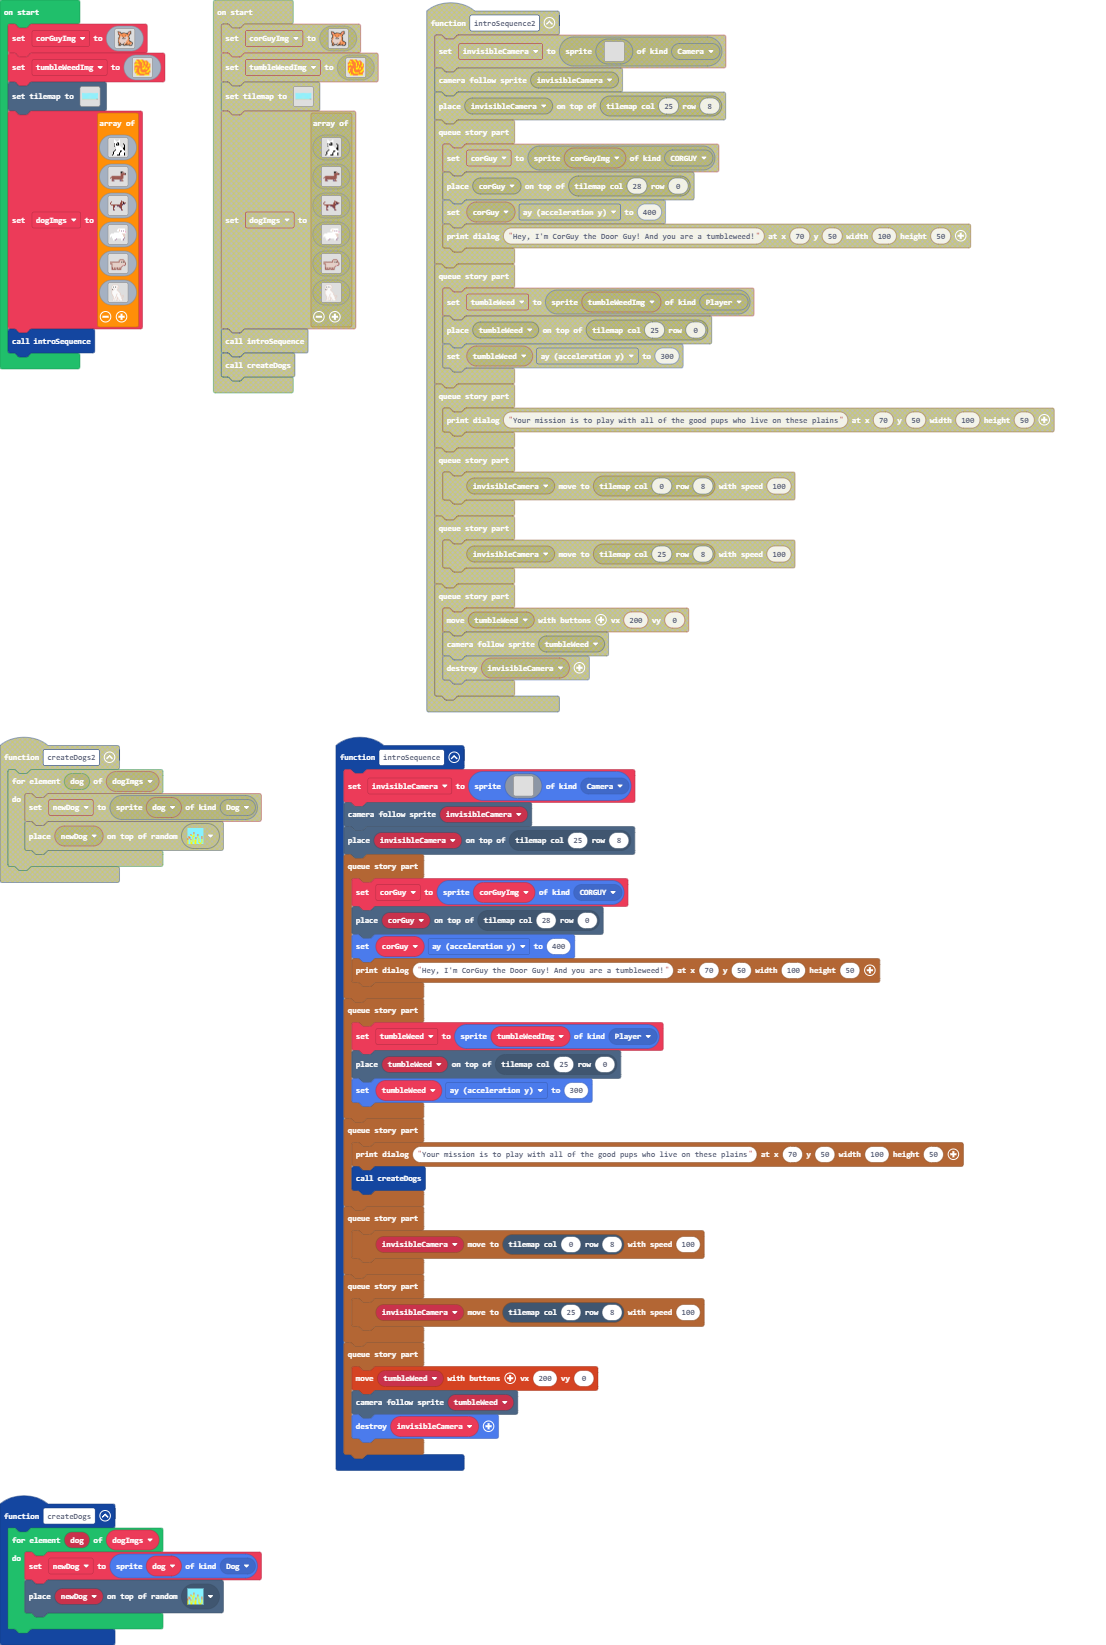 on start
set corGuyImg to
set tumbleWeedImg to
set tilemap to
array of
set dogImgs to
call introSequence
on start
set corGuyImg to
set tumbleWeedImg to
set tilemap to
array of
set dogImgs to
call introSequence
call createDogs
function introSequence2
set invisibleCamera to sprite of kind Camera
camera follow sprite invisibleCamera
place invisibleCamera on top of tilemap col 25 row 8
queue story part
set corGuy to sprite corGuyImg of kind CORGUY
place corGuy on top of tilemap col 28 row 0
set corGuy ay (acceleration y) to 400
print dialog "Hey, I'm CorGuy the Door Guy! And you are a tumbleweed!" at x 70 y 50 width 100 height 50
queue story part
set tumbleWeed to sprite tumbleWeedImg of kind Player
place tumbleWeed on top of tilemap col 25 row 0
set tumbleWeed ay (acceleration y) to 300
queue story part
print dialog "Your mission is to play with all of the good pups who live on these plains" at x 70 y 50 width 100 height 50
queue story part
invisibleCamera move to tilemap col 0 row 8 with speed 100
queue story part
invisibleCamera move to tilemap col 25 row 8 with speed 100
queue story part
move tumbleWeed with buttons vx 200 vy 0
camera follow sprite tumbleWeed
destroy invisibleCamera
function createDogs2
for element dog of dogImgs
do
set newDog to sprite dog of kind Dog
place newDog on top of random
function introSequence
set invisibleCamera to sprite of kind Camera
camera follow sprite invisibleCamera
place invisibleCamera on top of tilemap col 25 row 8
queue story part
set corGuy to sprite corGuyImg of kind CORGUY
place corGuy on top of tilemap col 28 row 0
set corGuy ay (acceleration y) to 400
print dialog "Hey, I'm CorGuy the Door Guy! And you are a tumbleweed!" at x 70 y 50 width 100 height 50
queue story part
set tumbleWeed to sprite tumbleWeedImg of kind Player
place tumbleWeed on top of tilemap col 25 row 0
set tumbleWeed ay (acceleration y) to 300
queue story part
print dialog "Your mission is to play with all of the good pups who live on these plains" at x 70 y 50 width 100 height 50
call createDogs
queue story part
invisibleCamera move to tilemap col 0 row 8 with speed 100
queue story part
invisibleCamera move to tilemap col 25 row 8 with speed 100
queue story part
move tumbleWeed with buttons vx 200 vy 0
camera follow sprite tumbleWeed
destroy invisibleCamera
function createDogs
for element dog of dogImgs
do
set newDog to sprite dog of kind Dog
place newDog on top of random